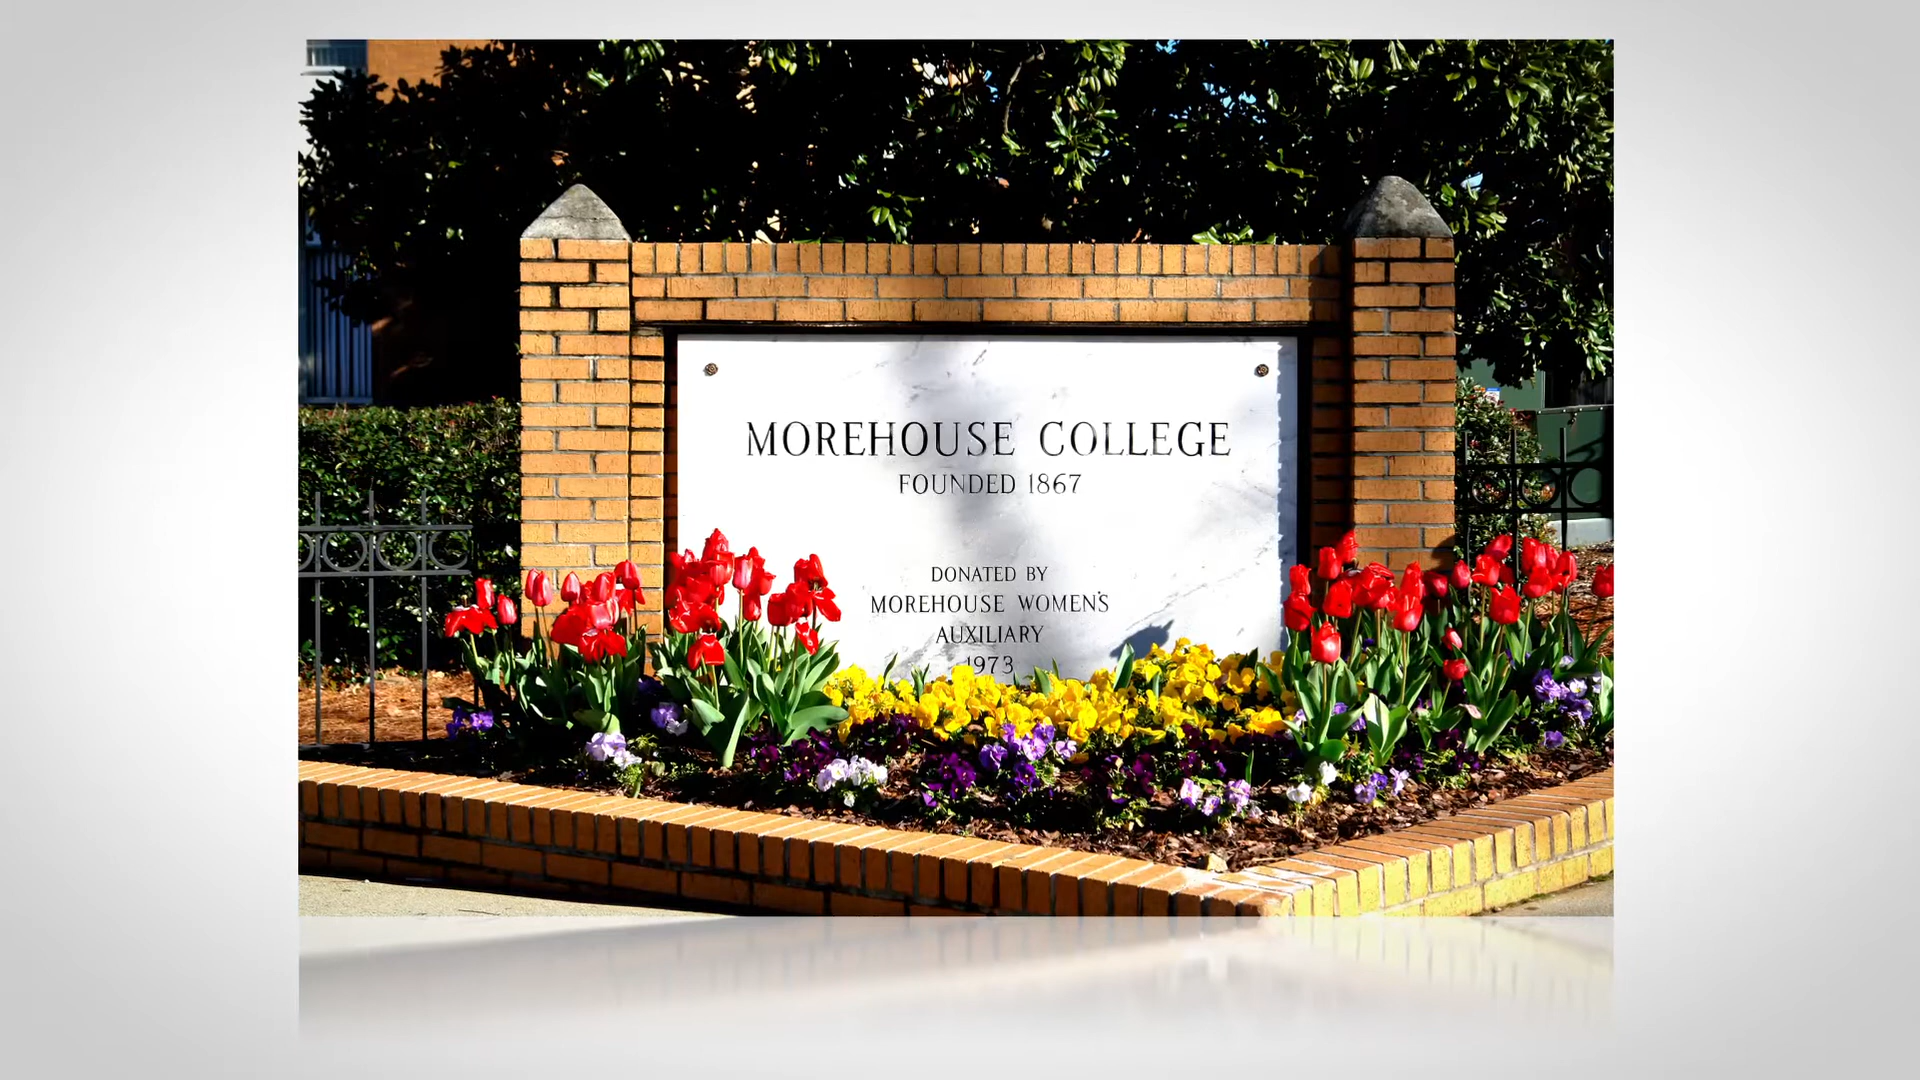 MOREHOUSE COLLEGE
FOUNDED 1867
DONATED BY
MOREHOUSE WOMEN'S
AUXILIARY
1973